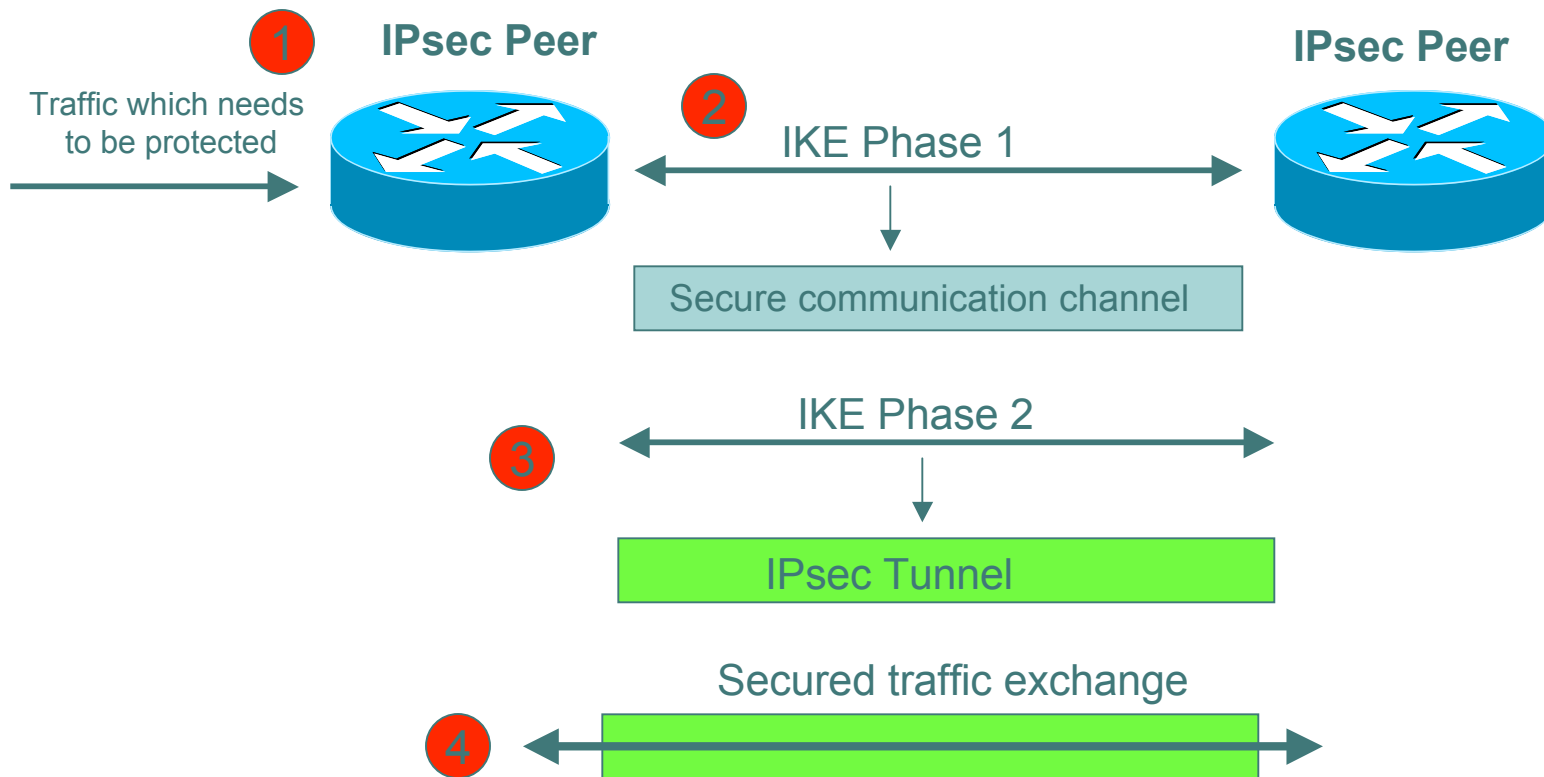 1
IPsec Peer
IPsec Peer
Traffic which needs
to be protected
2
IKE Phase 1
Secure communication channel
IKE Phase 2
3
IPsec Tunnel
Secured traffic exchange
4